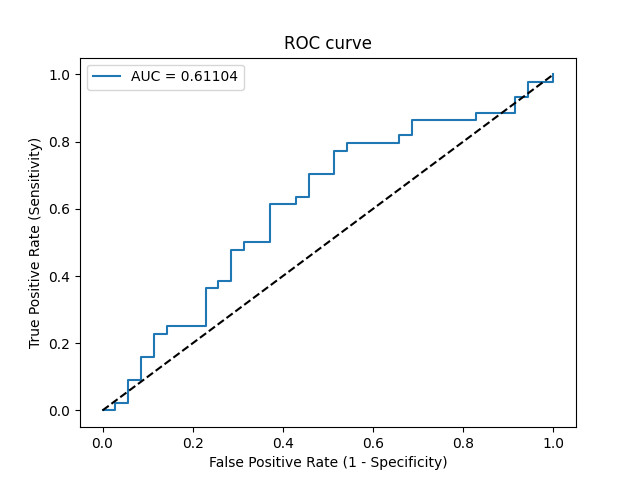 ROC curve
AUC = 0.61104
True Positive Rate (Sensitivity)
1.0
0.8
0.6
0.4
0.2
0.0
0.0 0.2 0.4 0.6 0.8 1.0
False Positive Rate (1 - Specificity)